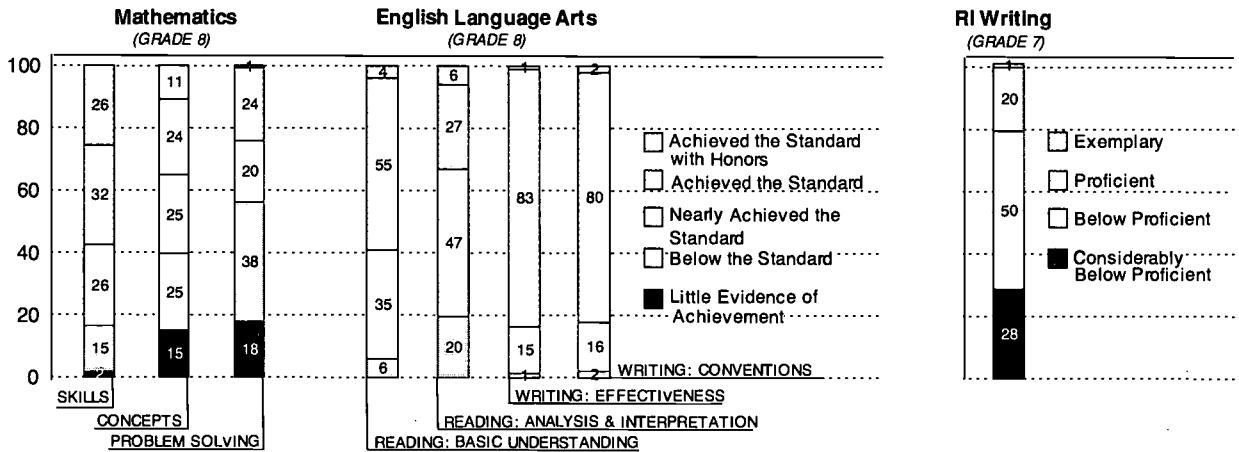 Mathematics
(GRADE 8)
English Language Arts
(GRADE 8)
RI Writing
(GRADE 7)
100
80
60
40
20
0
26
32
26
15
2
11
24
25
25
15
1
24
20
38
18
4
55
35
6
6
27
47
20
1
83
15
1
2
80
16
2
Achieved the Standard
with Honors
Achieved the Standard
Nearly Achieved the
Standard
Below the Standard
Little Evidence of
Achievement
SKILLS
CONCEPTS
PROBLEM SOLVING
WRITING: CONVENTIONS
WRITING: EFFECTIVENESS
READING: ANALYSIS & INTERPRETATION
READING: BASIC UNDERSTANDING
1
20
50
28
Exemplary
Proficient
Below Proficient
Considerably
Below Proficient